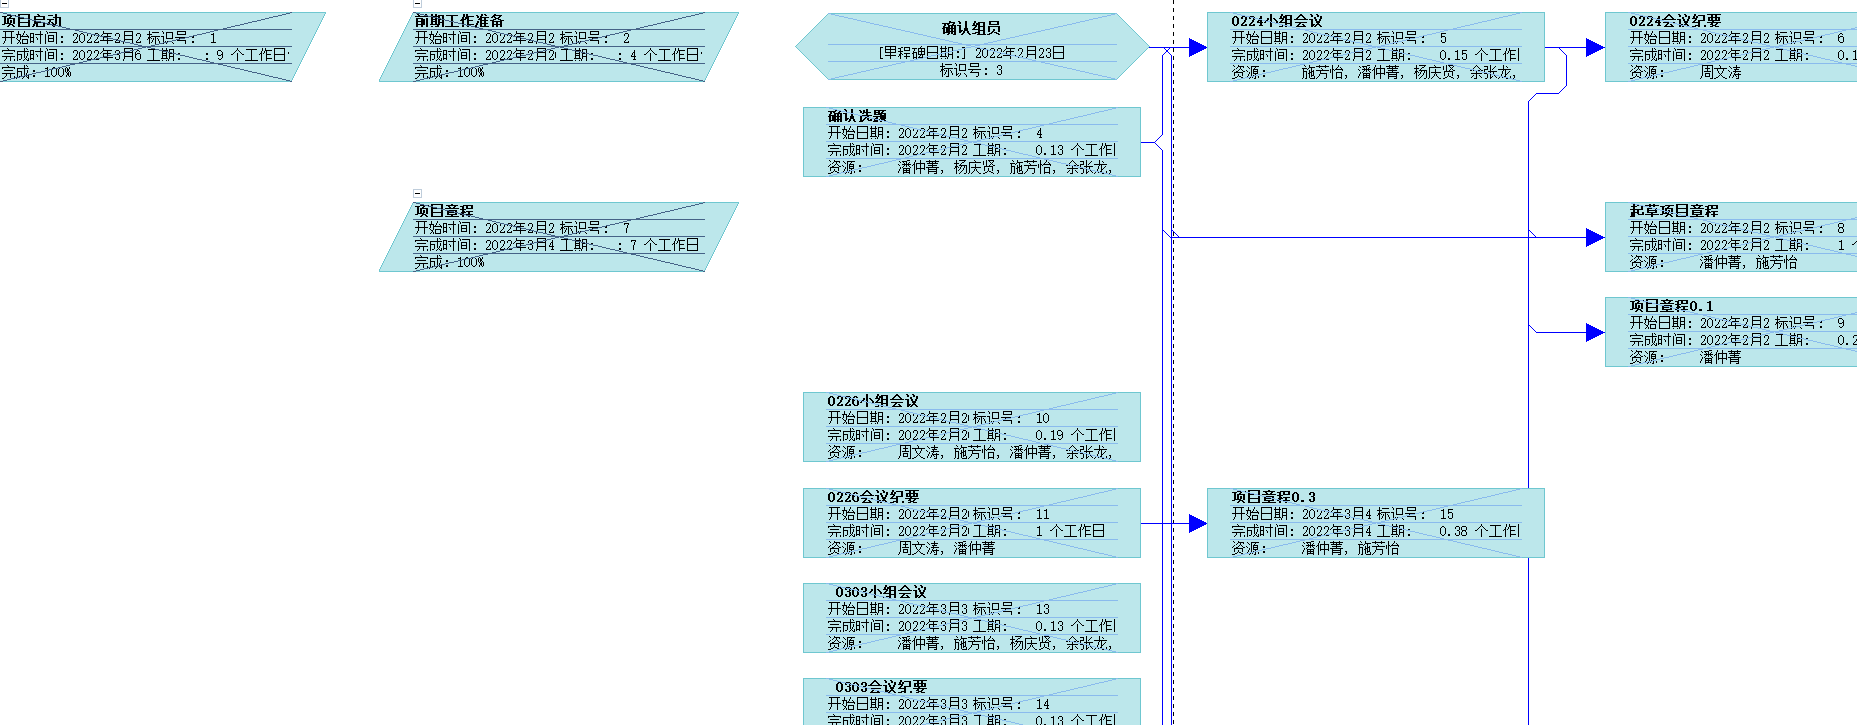 项目启动
开始时间: 2022年2月2 标识号: 1
完成时间: 2022年3月6 工期: : 9 个工作日
完成: 100%
前期工作准备
开始时间: 2022年2月2 标识号: 2
完成时间: 2022年2月2 工期: : 4 个工作日
完成: 100%
确认组员
[里程碑日期:] 2022年2月23日
标识号: 3
0224小组会议
开始日期: 2022年2月2 标识号: 5
完成时间: 2022年2月2 工期: 0.15 个工作
资源: 施芳怡, 潘仲菁, 杨庆贤, 余张龙,
0224会议纪要
开始日期: 2022年2月2 标识号: 6
完成时间: 2022年2月2 工期: 0.1
资源: 周文涛
确认选题
开始日期: 2022年2月2 标识号: 4
完成时间: 2022年2月2 工期: 0.13 个工作
资源: 潘仲菁, 杨庆贤, 施芳怡, 余张龙,
项目章程
开始时间: 2022年2月2 标识号: 7
完成时间: 2022年3月4 工期: : 7 个工作日
完成: 100%
起草项目章程
开始日期: 2022年2月2 标识号: 8
完成时间: 2022年2月2 工期: 1 个
资源: 潘仲菁, 施芳怡
项目章程0.1
开始日期: 2022年2月2 标识号: 9
完成时间: 2022年2月2 工期: 0.2
资源: 潘仲菁
0226小组会议
开始日期: 2022年2月2 标识号: 10
完成时间: 2022年2月2 工期: 0.19 个工作
资源: 周文涛, 施芳怡, 潘仲菁, 余张龙,
0226会议纪要
开始日期: 2022年2月2 标识号: 11
完成时间: 2022年2月2 工期: 1 个工作日
资源: 周文涛, 潘仲菁
项目章程0.3
开始日期: 2022年3月4 标识号: 15
完成时间: 2022年3月4 工期: 0.38 个工作
资源: 潘仲菁, 施芳怡
0303小组会议
开始日期: 2022年3月3 标识号: 13
完成时间: 2022年3月3 工期: 0.13 个工作
资源: 潘仲菁, 施芳怡, 杨庆贤, 余张龙,
0303会议纪要
开始日期: 2022年3月3 标识号: 14
完成时间: 2022年3月3 工期: 0.13 个工作